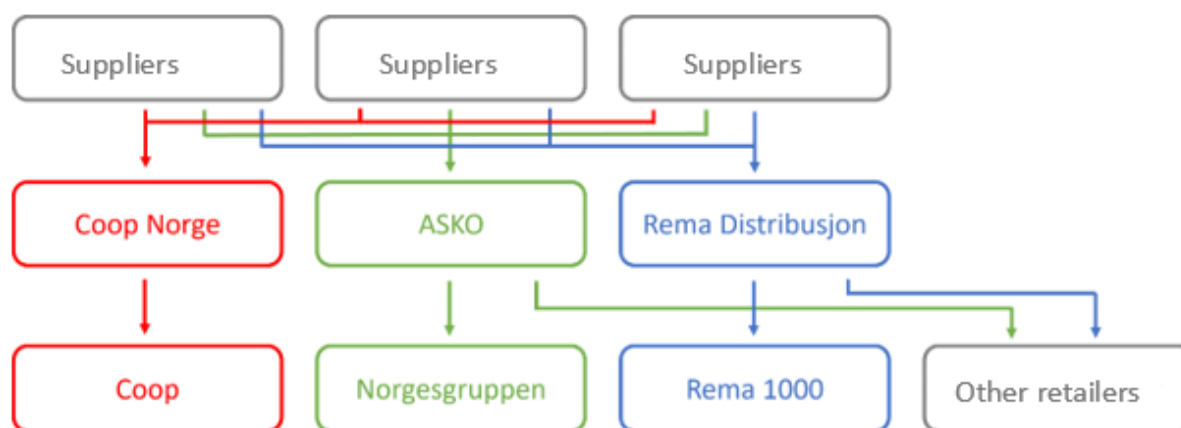 Suppliers
Suppliers
Suppliers
Coop Norge
ASKO
Rema Distribusjon
Coop
Norgesgruppen
Rema 1000
Other retailers